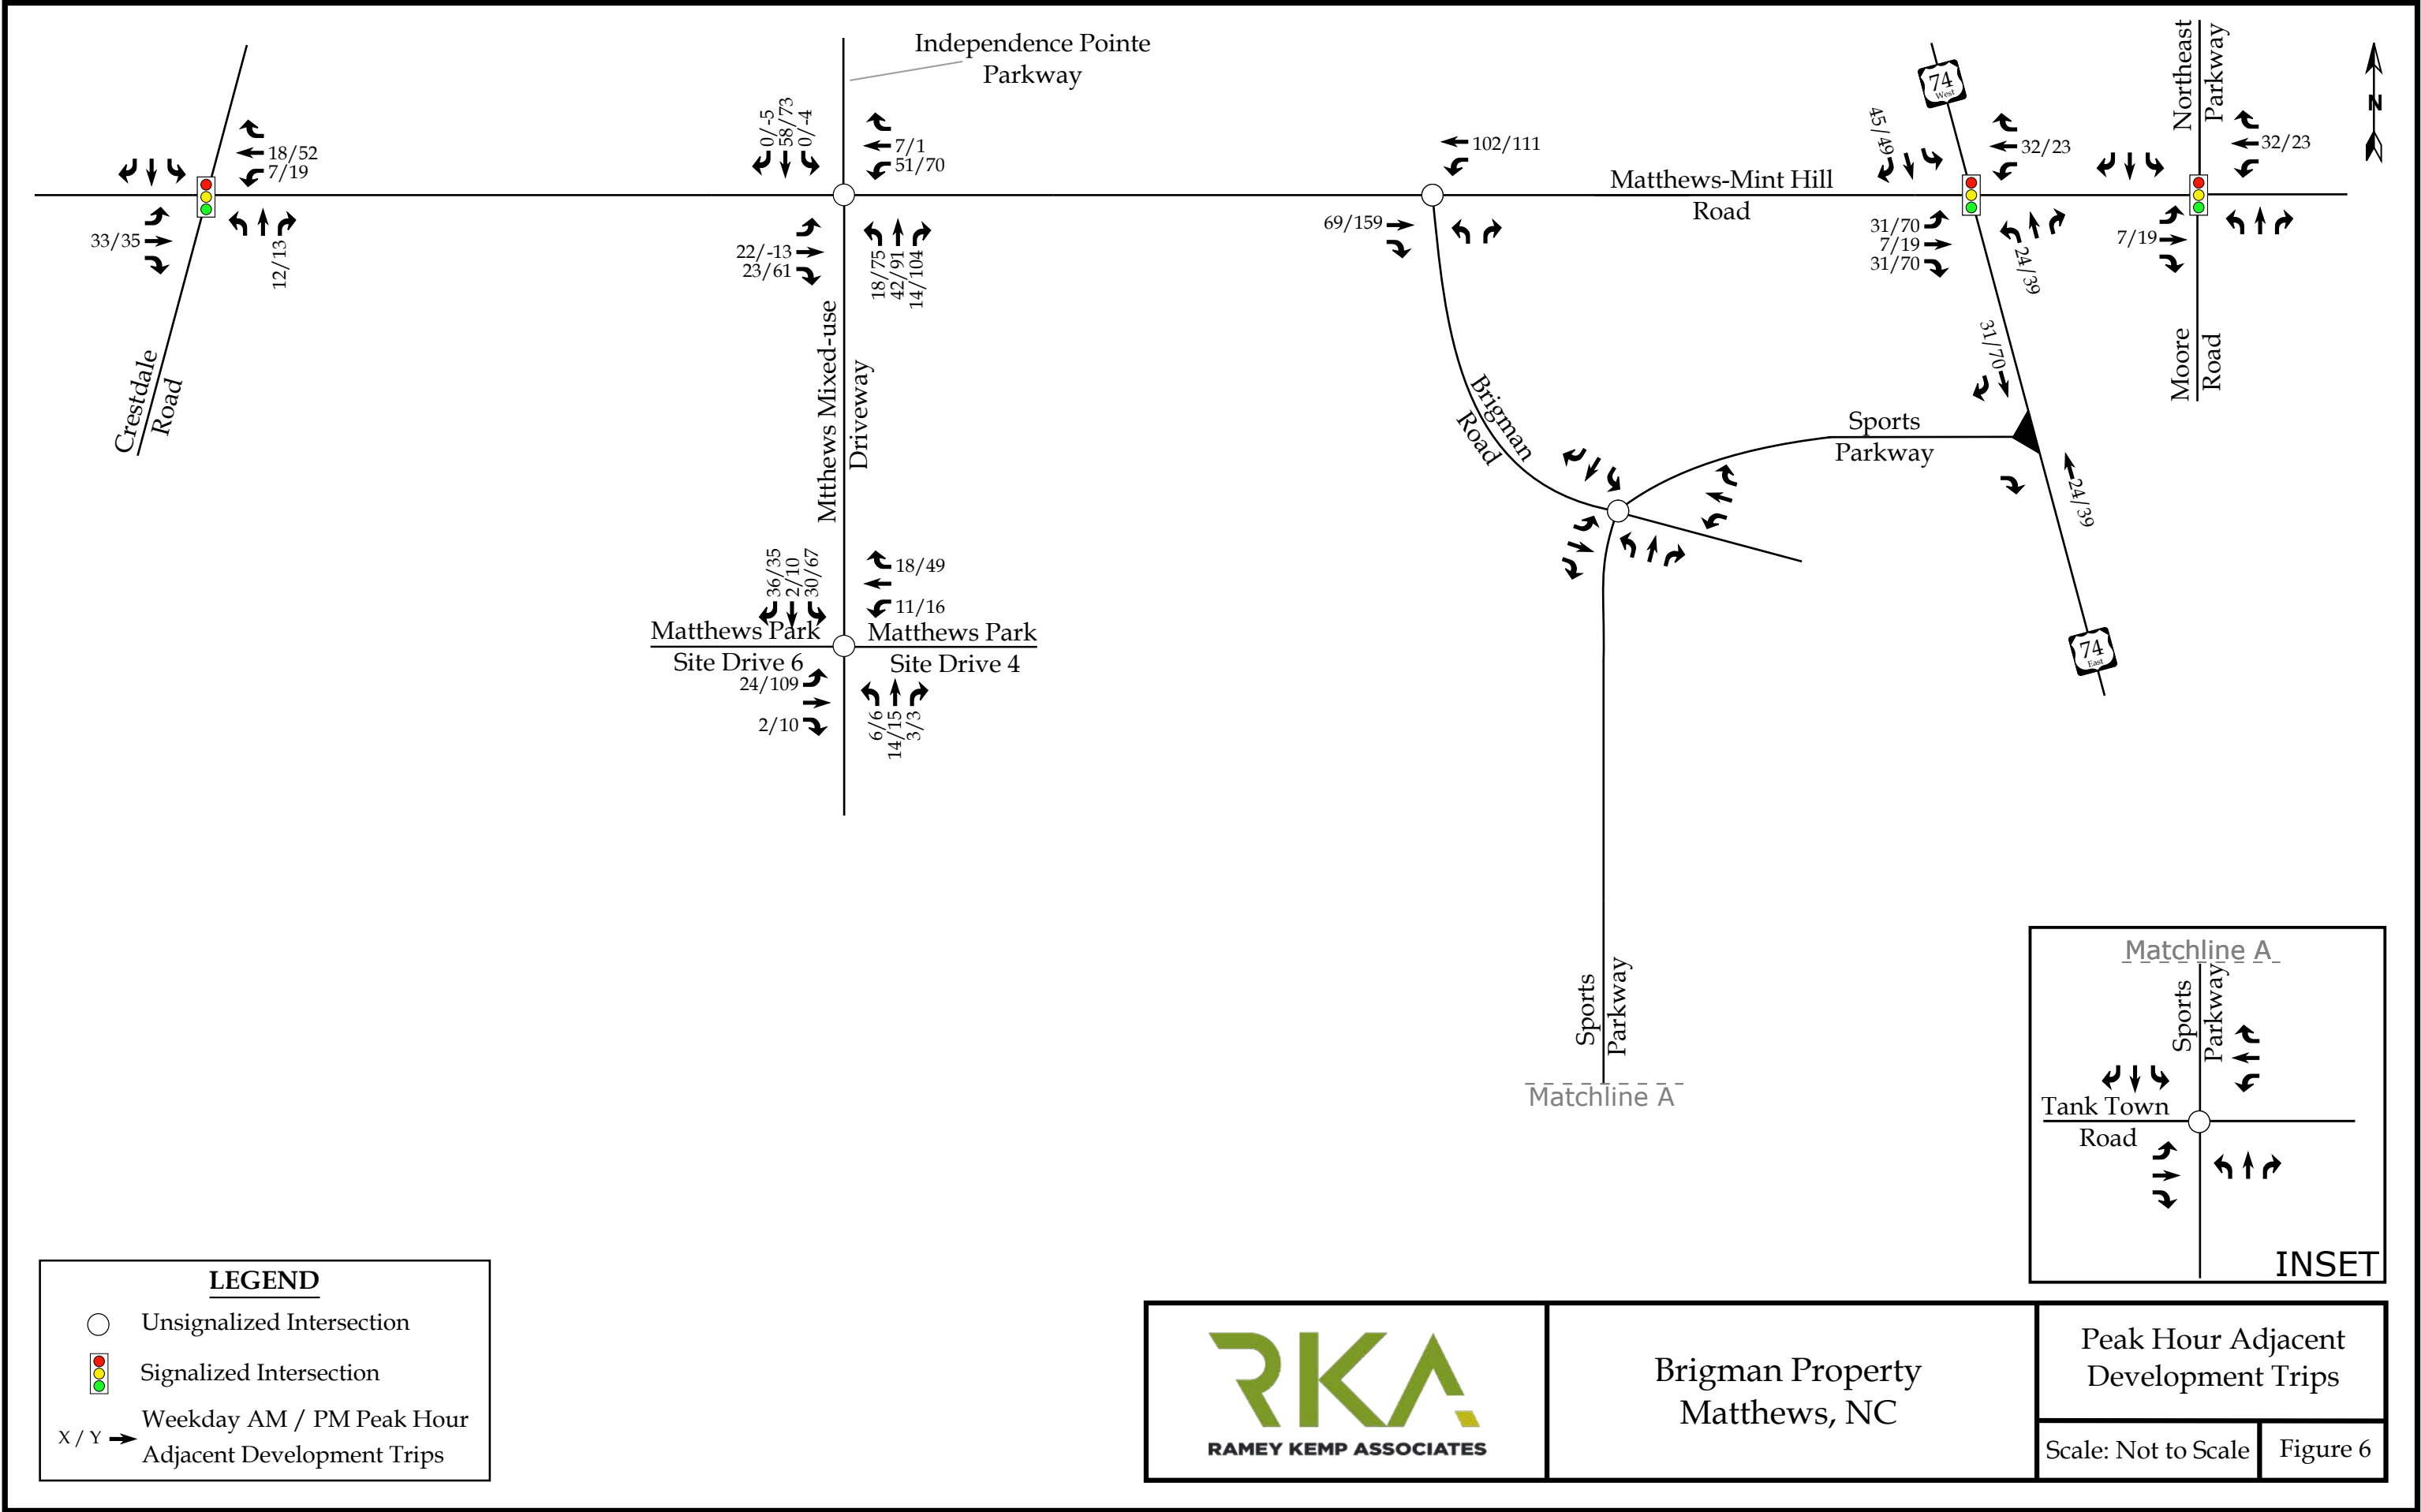 Independence Pointe
Parkway
Northeast
Parkway
74
West
N
0/-5
58/73
0/-4
45/49
18/52
7/19
7/1
51/70
102/111
32/23
32/23
Matthews-Mint Hill
Road
33/35
12/13
22/-13
23/61
18/75
42/91
14/104
69/159
31/70
7/19
31/70
24/39
7/19
Crestdale
Road
Mtthews Mixed-use
Driveway
31/70
Moore
Road
Brigman
Road
Sports
Parkway
24/39
36/35
2/10
30/67
18/49
11/16
Matthews Park
Site Drive 6
Matthews Park
Site Drive 4
74
East
24/109
2/10
6/6
14/15
3/3
Sports
Parkway
Matchline A
Matchline A
Sports
Parkway
Tank Town
Road
INSET
LEGEND
Unsignalized Intersection
Signalized Intersection
X / Y
Weekday AM / PM Peak Hour
Adjacent Development Trips
RKA
RAMEY KEMP ASSOCIATES
Brigman Property
Matthews, NC
Peak Hour Adjacent
Development Trips
Scale: Not to Scale
Figure 6